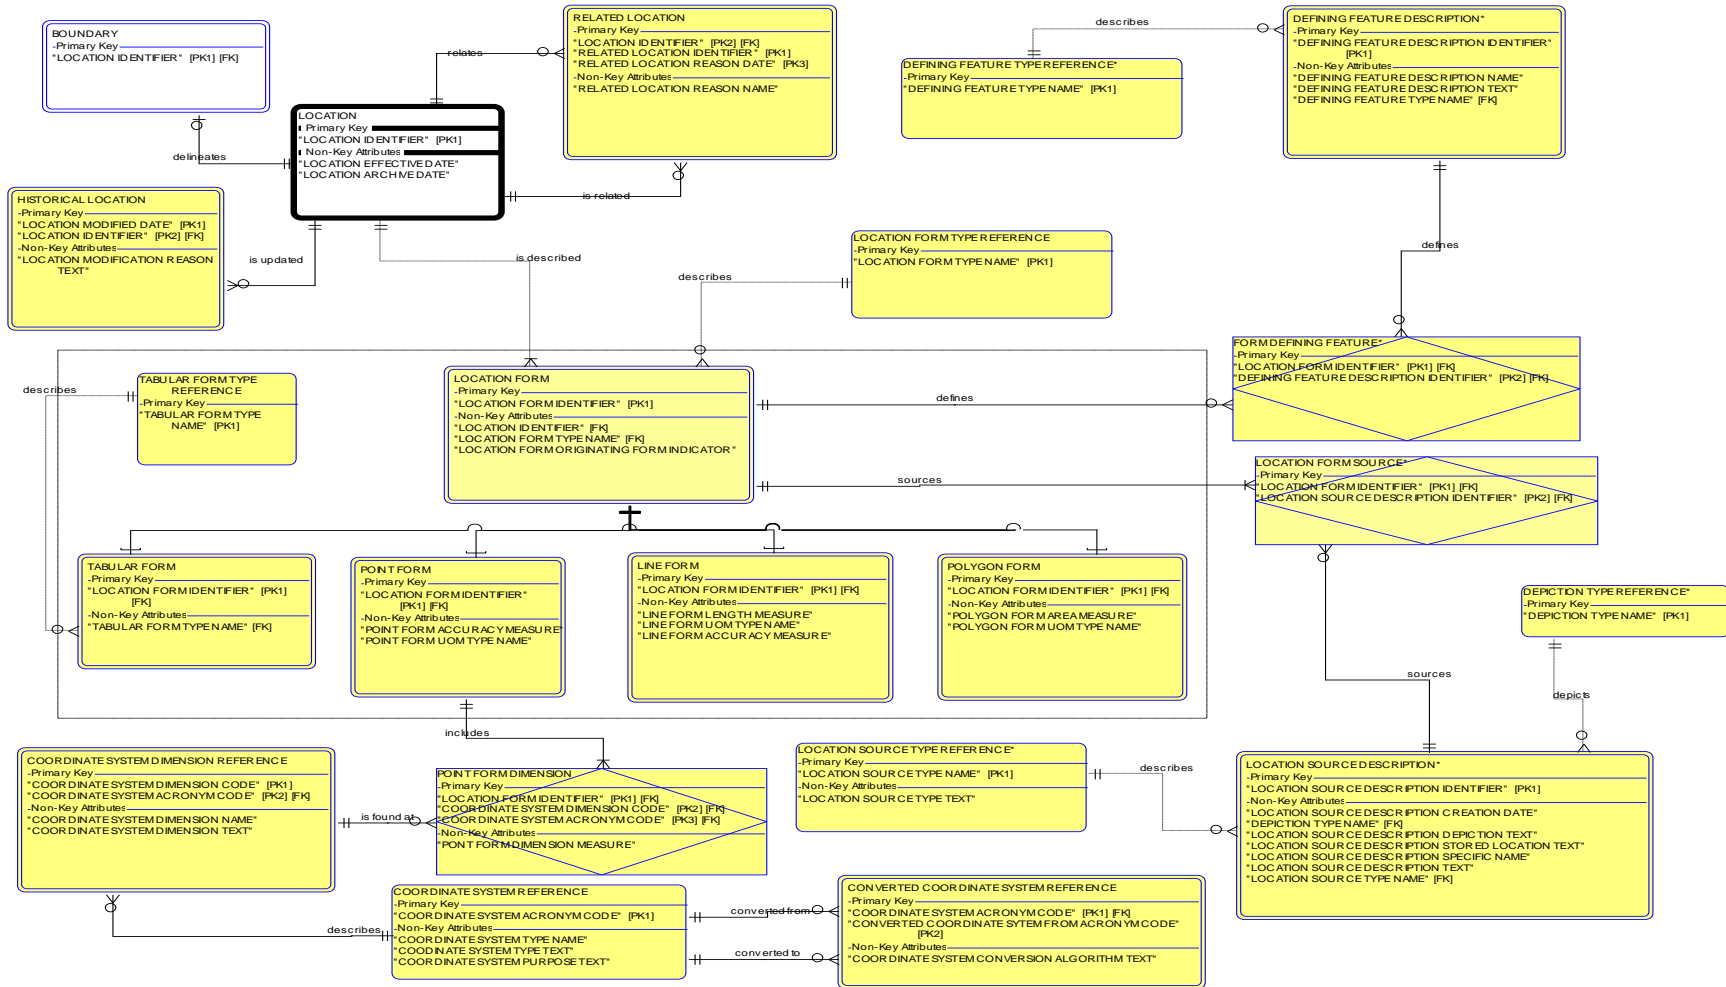 BOUNDARY
-Primary Key
"LOCATION IDENTIFIER" [PK1] [FK]
RELATED LOCATION
-Primary Key
"LOCATION IDENTIFIER" [PK2] [FK]
"RELATED LOCATION IDENTIFIER" [PK1]
"RELATED LOCATION REASON DATE" [PK3]
-Non-Key Attributes
"RELATED LOCATION REASON NAME"
describes
DEFINING FEATURE DESCRIPTION*
-Primary Key
"DEFINING FEATURE DESCRIPTION IDENTIFIER"
[PK1]
-Non-Key Attributes
"DEFINING FEATURE DESCRIPTION NAME"
"DEFINING FEATURE DESCRIPTION TEXT"
"DEFINING FEATURE TYPE NAME" [FK]
relates
DEFINING FEATURE TYPE REFERENCE*
-Primary Key
"DEFINING FEATURE TYPE NAME" [PK1]
LOCATION
Primary Key
"LOCATION IDENTIFIER" [PK1]
Non-Key Attributes
"LOCATION EFFECTIVE DATE"
"LOCATION ARCHIVE DATE"
delineates
is related
HISTORICAL LOCATION
-Primary Key
"LOCATION MODIFIED DATE" [PK1]
"LOCATION IDENTIFIER" [PK2] [FK]
-Non-Key Attributes
"LOCATION MODIFICATION REASON
TEXT"
is updated
is described
LOCATION FORM TYPE REFERENCE
-Primary Key
"LOCATION FORM TYPE NAME" [PK1]
describes
defines
FORM DEFINING FEATURE*
-Primary Key
"LOCATION FORM IDENTIFIER" [PK1] [FK]
"DEFINING FEATURE DESCRIPTION IDENTIFIER" [PK2] [FK]
describes
TABULAR FORM TYPE
REFERENCE
-Primary Key
"TABULAR FORM TYPE
NAME" [PK1]
LOCATION FORM
-Primary Key
"LOCATION FORM IDENTIFIER" [PK1]
-Non-Key Attributes
"LOCATION IDENTIFIER" [FK]
"LOCATION FORM TYPE NAME" [FK]
"LOCATION FORM ORIGINATING FORM INDICATOR"
defines
sources
LOCATION FORM SOURCE*
-Primary Key
"LOCATION FORM IDENTIFIER" [PK1] [FK]
"LOCATION SOURCE DESCRIPTION IDENTIFIER" [PK2] [FK]
TABULAR FORM
-Primary Key
"LOCATION FORM IDENTIFIER" [PK1]
[FK]
-Non-Key Attributes
"TABULAR FORM TYPE NAME" [FK]
POINT FORM
-Primary Key
"LOCATION FORM IDENTIFIER"
[PK1] [FK]
-Non-Key Attributes
"POINT FORM ACCURACY MEASURE"
"POINT FORM UOM TYPE NAME"
LINE FORM
-Primary Key
"LOCATION FORM IDENTIFIER" [PK1] [FK]
-Non-Key Attributes
"LINE FORM LENGTH MEASURE"
"LINE FORM UOM TYPE NAME"
"LINE FORM ACCURACY MEASURE"
POLYGON FORM
-Primary Key
"LOCATION FORM IDENTIFIER" [PK1] [FK]
-Non-Key Attributes
"POLYGON FORM AREA MEASURE"
"POLYGON FORM UOM TYPE NAME"
DEPICTION TYPE REFERENCE*
-Primary Key
"DEPICTION TYPE NAME" [PK1]
sources
depicts
includes
COORDINATE SYSTEM DIMENSION REFERENCE
-Primary Key
"COORDINATE SYSTEM DIMENSION CODE" [PK1]
"COORDINATE SYSTEM ACRONYM CODE" [PK2] [FK]
-Non-Key Attributes
"COORDINATE SYSTEM DIMENSION NAME"
"COORDINATE SYSTEM DIMENSION TEXT"
is found at
POINT FORM DIMENSION
-Primary Key
"LOCATION FORM IDENTIFIER" [PK1] [FK]
"COORDINATE SYSTEM DIMENSION CODE" [PK2] [FK]
"COORDINATE SYSTEM ACRONYM CODE" [PK3] [FK]
-Non-Key Attributes
"PONT FORM DIMENSION MEASURE"
LOCATION SOURCE TYPE REFERENCE*
-Primary Key
"LOCATION SOURCE TYPE NAME" [PK1]
-Non-Key Attributes
"LOCATION SOURCE TYPE TEXT"
describes
LOCATION SOURCE DESCRIPTION*
-Primary Key
"LOCATION SOURCE DESCRIPTION IDENTIFIER" [PK1]
-Non-Key Attributes
"LOCATION SOURCE DESCRIPTION CREATION DATE"
"DEPICTION TYPE NAME" [FK]
"LOCATION SOURCE DESCRIPTION DEPICTION TEXT"
"LOCATION SOURCE DESCRIPTION STORED LOCATION TEXT"
"LOCATION SOURCE DESCRIPTION SPECIFIC NAME"
"LOCATION SOURCE DESCRIPTION TEXT"
"LOCATION SOURCE TYPE NAME" [FK]
describes
COORDINATE SYSTEM REFERENCE
-Primary Key
"COORDINATE SYSTEM ACRONYM CODE" [PK1]
-Non-Key Attributes
"COORDINATE SYSTEM TYPE NAME"
"COODINATE SYSTEM TYPE TEXT"
"COORDINATE SYSTEM PURPOSE TEXT"
converted from
converted to
CONVERTED COORDINATE SYSTEM REFERENCE
-Primary Key
"COORDINATE SYSTEM ACRONYM CODE" [PK1] [FK]
"CONVERTED COORDINATE SYTEM FROM ACRONYM CODE"
[PK2]
-Non-Key Attributes
"COORDINATE SYSTEM CONVERSION ALGORITHM TEXT"